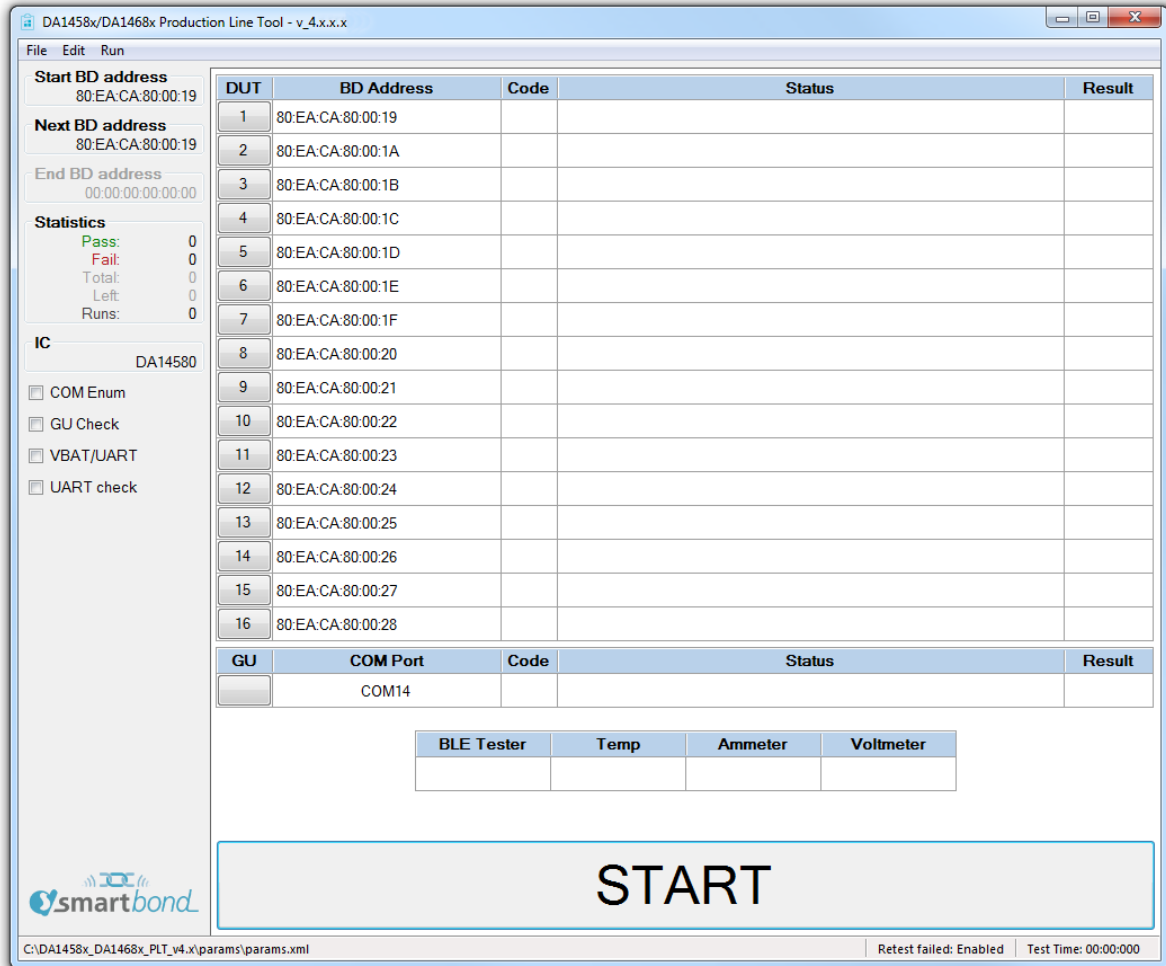 DA1458x/DA1468x Production Line Tool - v_4.x.x.x
File Edit Run
Start BD address
80:EA:CA:80:00:19
Next BD address
80:EA:CA:80:00:19
End BD address
00:00:00:00:00:00
Statistics
Pass: 0
Fail: 0
Total: 0
Left: 0
Runs: 0
IC
DA14580
COM Enum
GU Check
VBAT/UART
UART check
DUT BD Address Code Status Result
1 80:EA:CA:80:00:19
2 80:EA:CA:80:00:1A
3 80:EA:CA:80:00:1B
4 80:EA:CA:80:00:1C
5 80:EA:CA:80:00:1D
6 80:EA:CA:80:00:1E
7 80:EA:CA:80:00:1F
8 80:EA:CA:80:00:20
9 80:EA:CA:80:00:21
10 80:EA:CA:80:00:22
11 80:EA:CA:80:00:23
12 80:EA:CA:80:00:24
13 80:EA:CA:80:00:25
14 80:EA:CA:80:00:26
15 80:EA:CA:80:00:27
16 80:EA:CA:80:00:28
GU COM Port Code Status Result
COM14
BLE Tester Temp Ammeter Voltmeter
START
smartbond
C:\DA1458x_DA1468x_PLT_v4.x\params\params.xml Retest failed: Enabled Test Time: 00:00:000